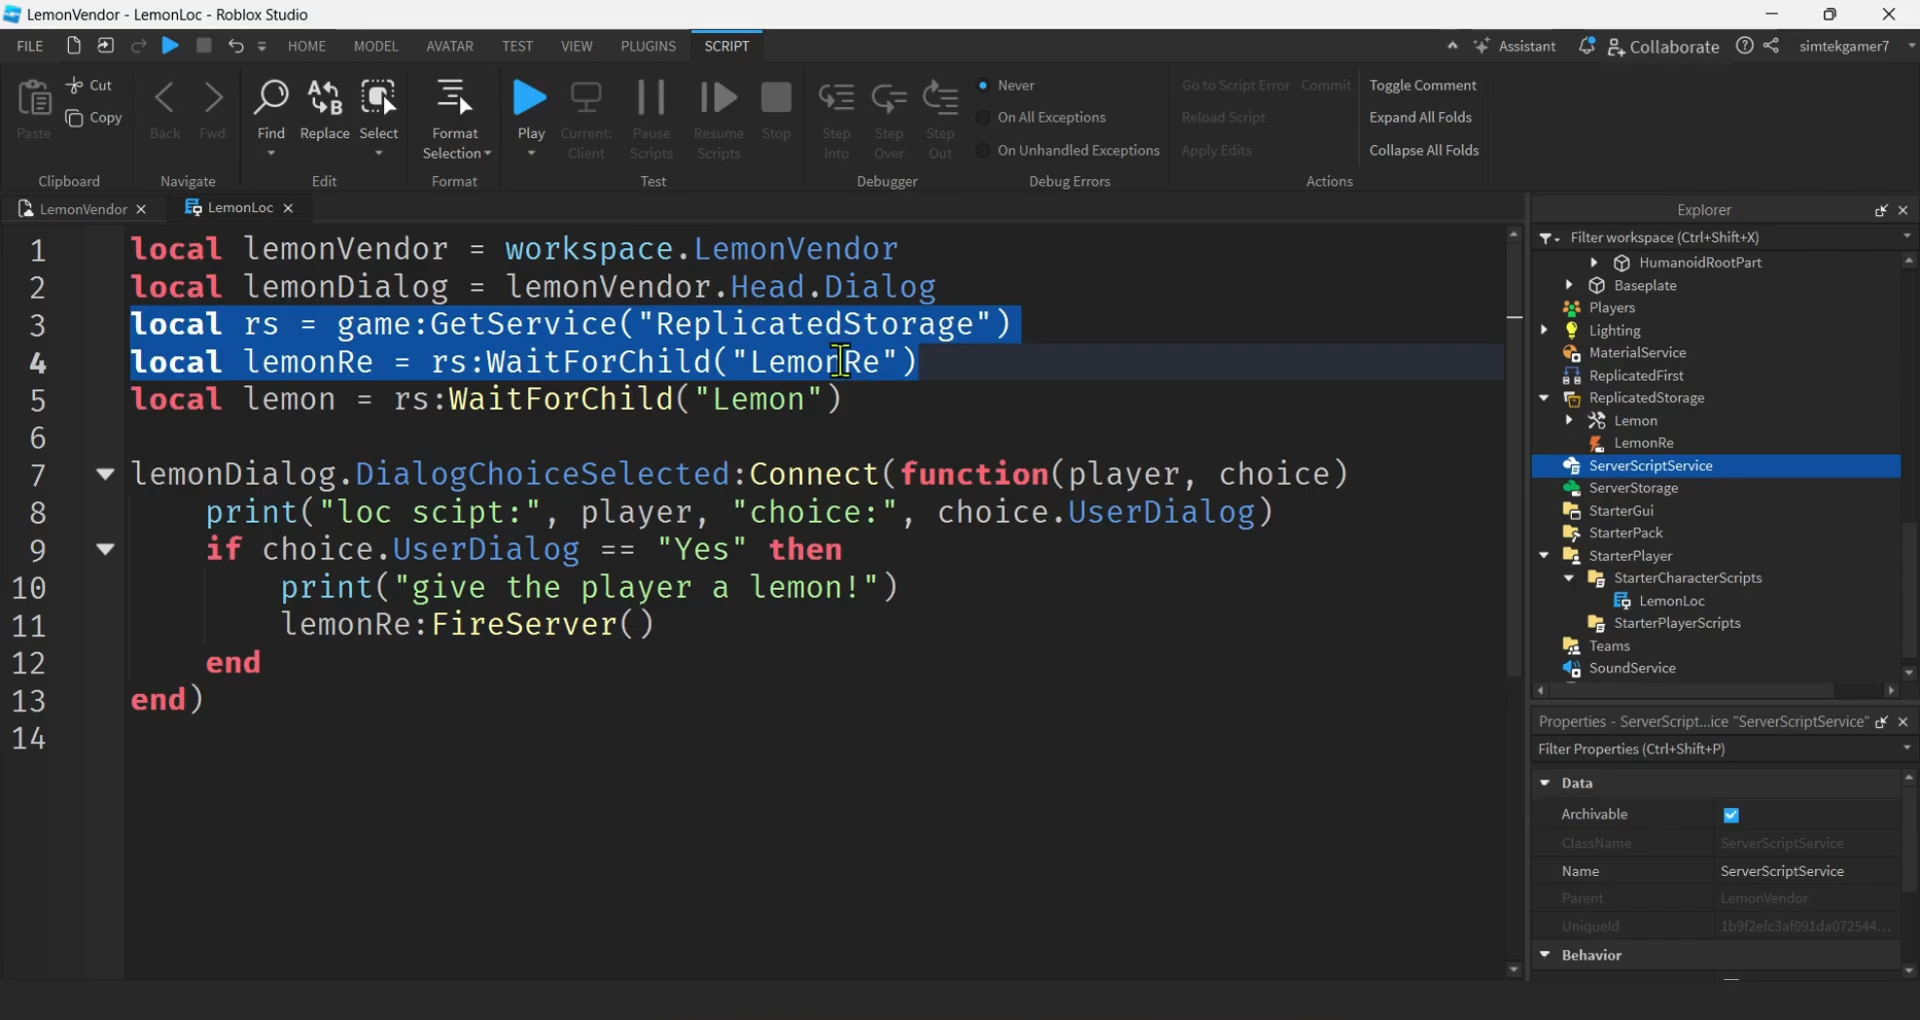 LemonVendor - LemonLoc - Roblox Studio
FILE HOME MODEL AVATAR TEST VIEW PLUGINS SCRIPT Assistant Collaborate simtekgamer7
Paste Cut Copy
Back Fwd
Find Replace Select
Format Selection
Play Current: Client Pause Scripts Resume Scripts Stop
Step Into Step Over Step Out
Never
On All Exceptions
On Unhandled Exceptions
Go to Script Error Commit
Reload Script
Apply Edits
Toggle Comment
Expand All Folds
Collapse All Folds
Clipboard Navigate Edit Format Test Debugger Debug Errors Actions
LemonVendor LemonLoc
1 local lemonVendor = workspace.LemonVendor
2 local lemonDialog = lemonVendor.Head.Dialog
3 local rs = game:GetService("ReplicatedStorage")
4 local lemonRe = rs:WaitForChild("LemonRe")
5 local lemon = rs:WaitForChild("Lemon")
6
7 lemonDialog.DialogChoiceSelected:Connect(function(player, choice)
8 print("loc scipt:", player, "choice:", choice.UserDialog)
9 if choice.UserDialog == "Yes" then
10 print("give the player a lemon!")
11 lemonRe:FireServer()
12 end
13 end)
14
Explorer
Filter workspace (Ctrl+Shift+X)
HumanoidRootPart
Baseplate
Players
Lighting
MaterialService
ReplicatedFirst
ReplicatedStorage
Lemon
LemonRe
ServerScriptService
ServerStorage
StarterGui
StarterPack
StarterPlayer
StarterCharacterScripts
LemonLoc
StarterPlayerScripts
Teams
SoundService
Properties - ServerScript...ice "ServerScriptService"
Filter Properties (Ctrl+Shift+P)
Data
Archivable
ClassName ServerScriptService
Name ServerScriptService
Parent LemonVendor
UniqueId 1b9f2efc3af091da072544...
Behavior